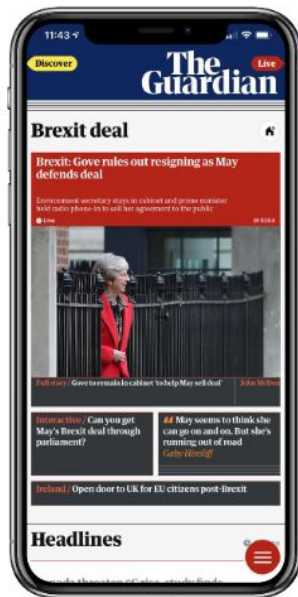 11:43
Discover
The
Guardian
Live
Brexit deal
Brexit: Gove rules out resigning as May
defends deal
Environment secretary stays in cabinet and prime minister
held radio phone-in to sell her agreement to the public
Live
Full story / Gove to remain in cabinet 'to help May sell deal'
John McDon
Interactive / Can you get
May's Brexit deal through
parliament?
May seems to think she
can go on and on. But she's
running out of road
Gaby Hinsliff
Ireland / Open door to UK for EU citizens post-Brexit
Headlines